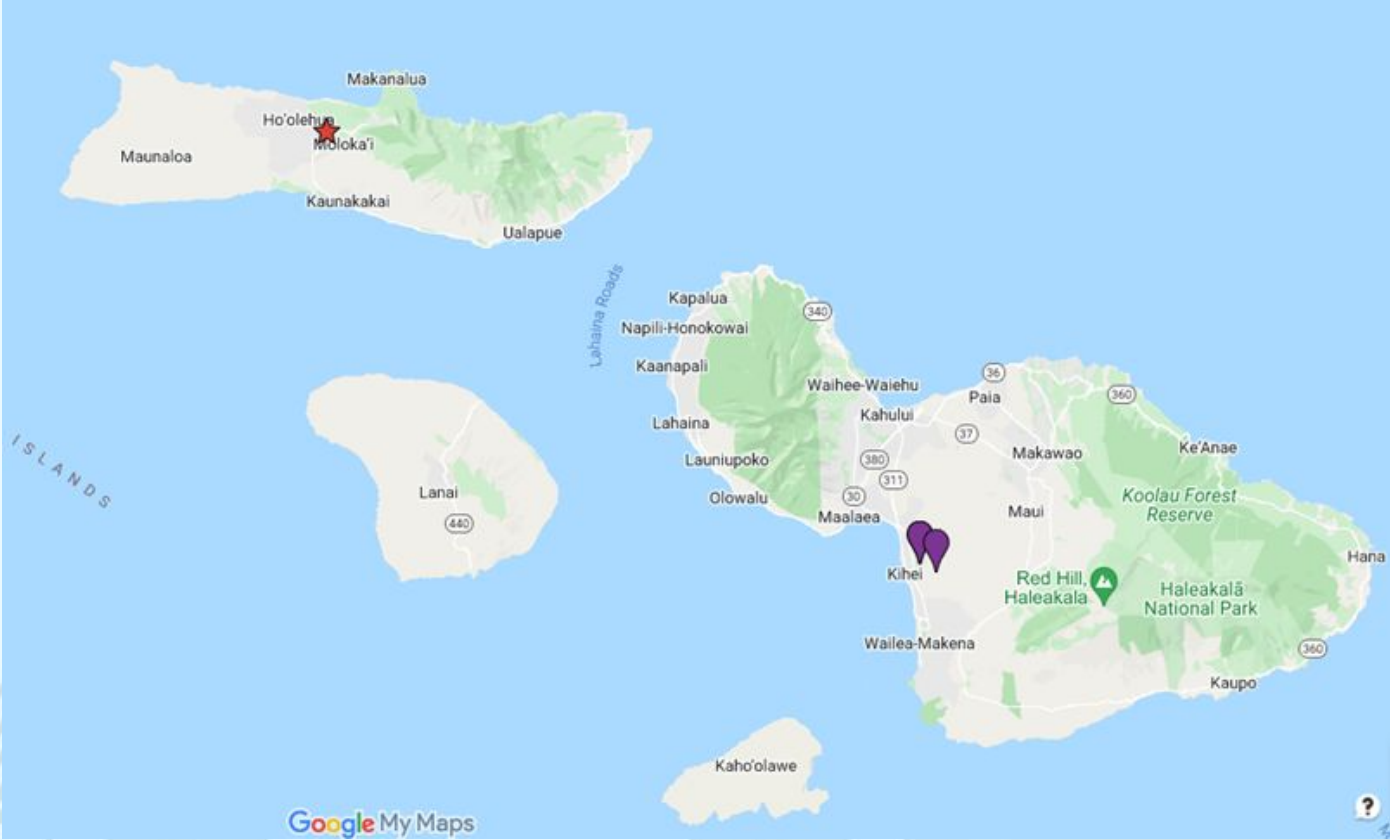 Makanalua
Ho'olehua
Moloka'i
Maunaloa
Kaunakakai
Ualapue
Lahaina Roads
Kapalua
340
Napili-Honokowai
Kaanapali
36
Waihee-Waiehu
360
Paia
Kahului
Lahaina
37
Ke'Anae
Makawao
Launiupoko
380
311
ISLANDS
Lanai
30
Olowalu
Koolau Forest
Reserve
Maui
Maalaea
440
Hana
Kihei
Red Hill,
Haleakala
Haleakalā
National Park
Wailea-Makena
360
Kaupo
Kaho'olawe
Google My Maps
?